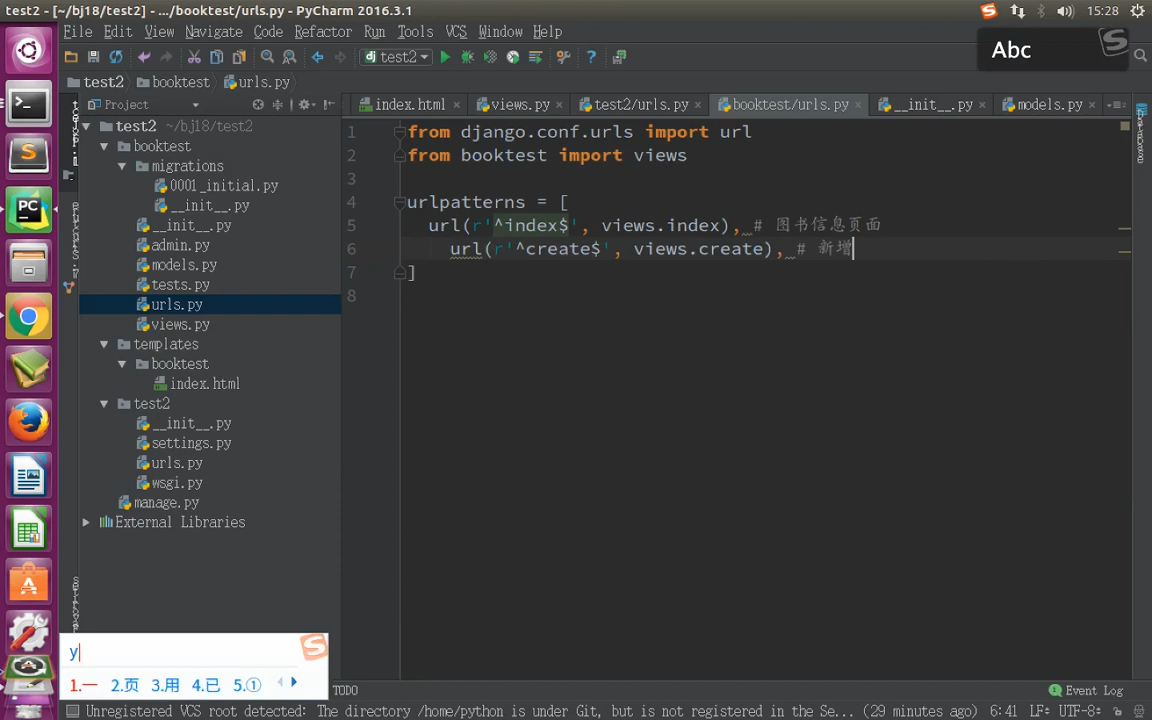 test2 - [~/bj18/test2] - .../booktest/urls.py - PyCharm 2016.3.1
15:28
File Edit View Navigate Code Refactor Run Tools VCS Window Help
Abc
test2
test2 booktest urls.py
Project
index.html views.py test2/urls.py booktest/urls.py __init__.py models.py
test2 ~/bj18/test2
booktest
migrations
0001_initial.py
__init__.py
__init__.py
admin.py
models.py
tests.py
urls.py
views.py
templates
booktest
index.html
test2
__init__.py
settings.py
urls.py
wsgi.py
manage.py
External Libraries
1 from django.conf.urls import url
2 from booktest import views
3
4 urlpatterns = [
5 url(r'^index$', views.index), # 图书信息页面
6 url(r'^create$', views.create), # 新增
7 ]
8
y
1.一 2.页 3.用 4.已 5.①
TODO
Event Log
Unregistered VCS root detected: The directory /home/python is under Git, but is not registered in the Se... (29 minutes ago) 6:41 LF UTF-8